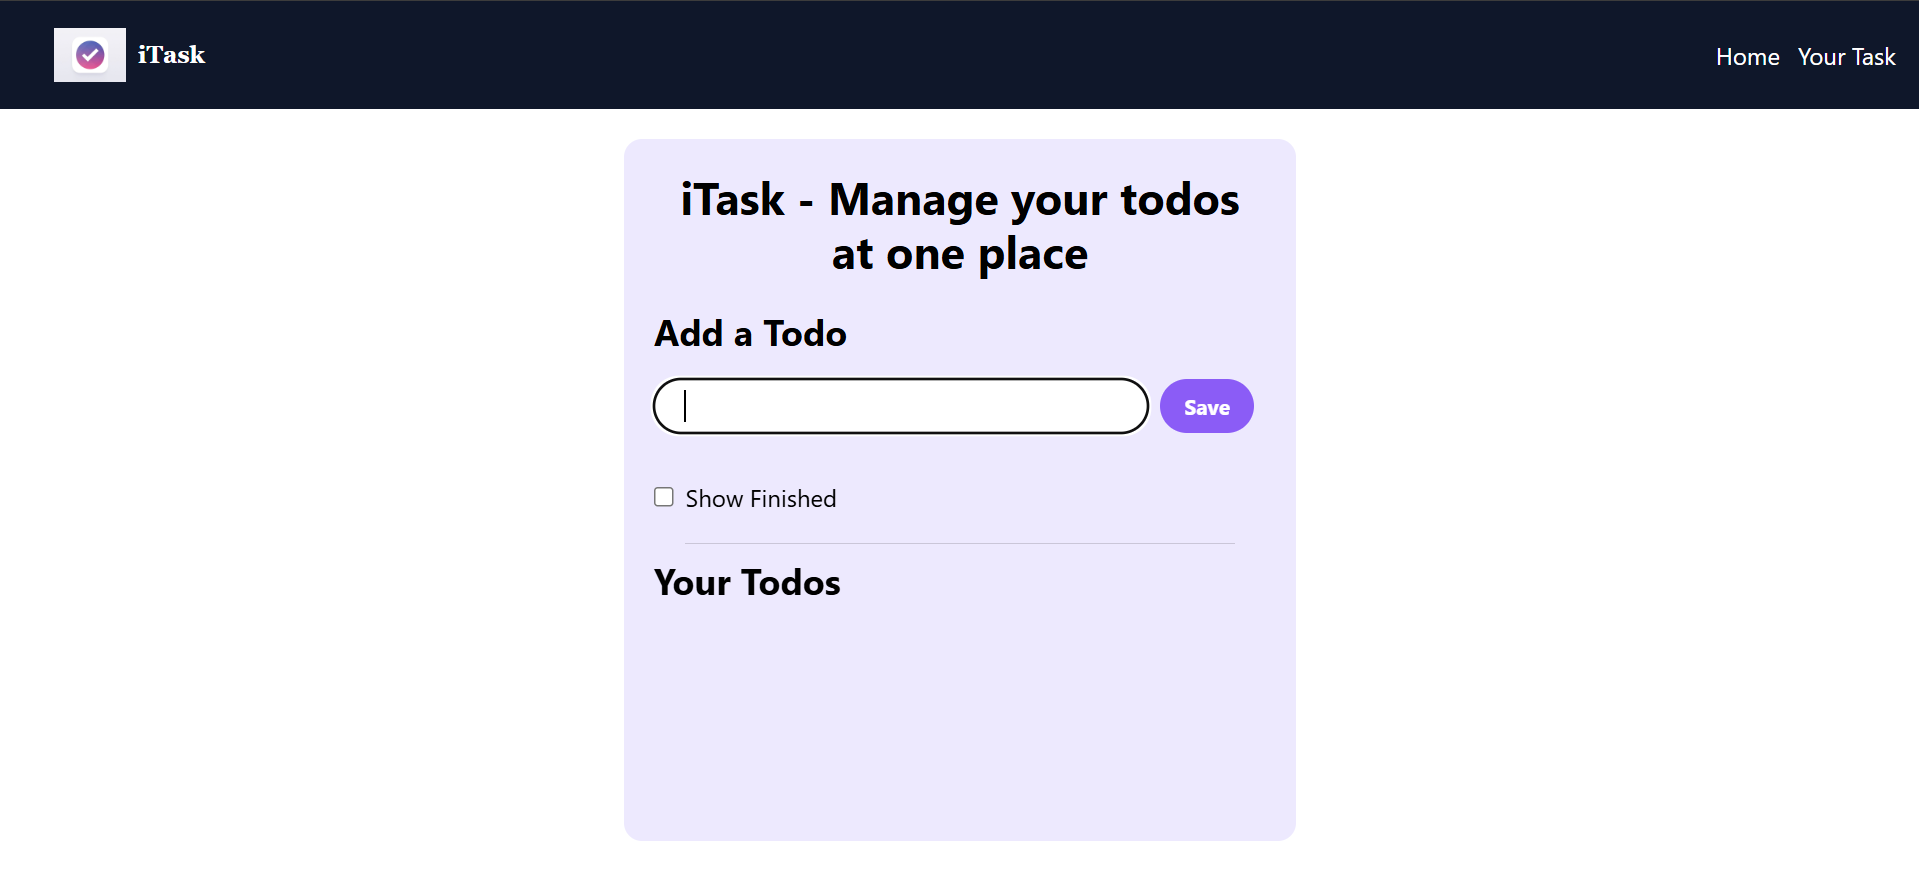 iTask
Home Your Task
iTask - Manage your todos
at one place
Add a Todo
Save
Show Finished
Your Todos